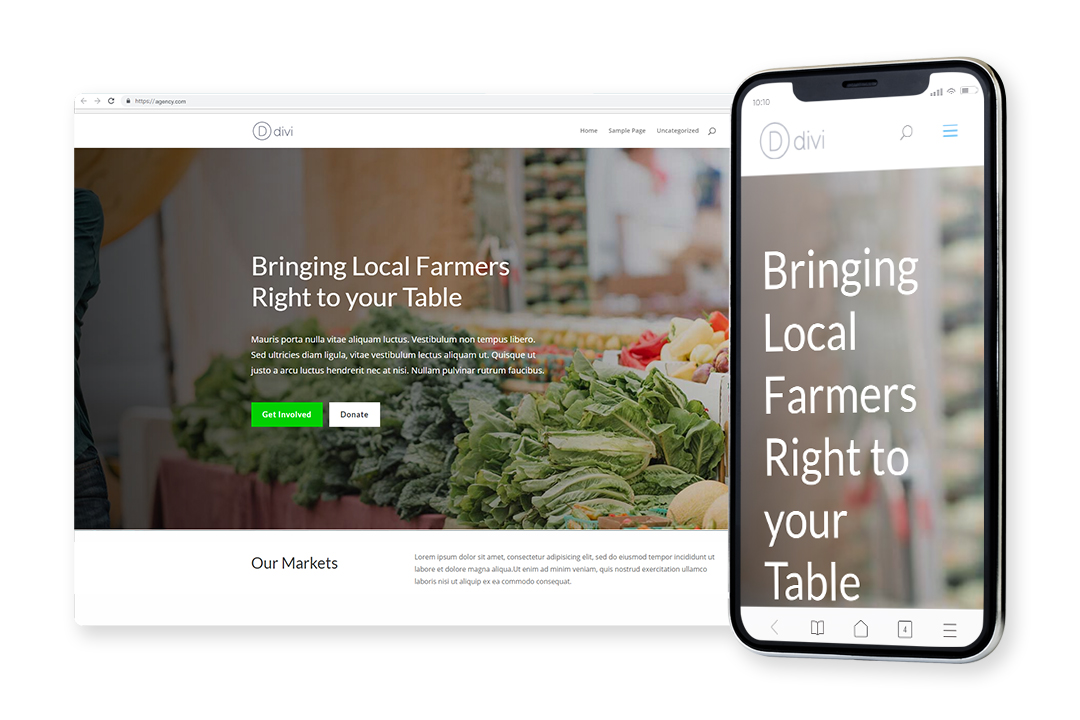 https://agency.com
D divi
Home Sample Page Uncategorized
Bringing Local Farmers
Right to your Table
Mauris porta nulla vitae aliquam luctus. Vestibulum non tempus libero.
Sed ultricies diam ligula, vitae vestibulum lectus aliquam ut. Quisque ut
justo a arcu luctus hendrerit nec at nisi. Nullam pulvinar rutrum faucibus.
Get Involved Donate
Our Markets
Lorem ipsum dolor sit amet, consectetur adipisicing elit, sed do eiusmod tempor incididunt ut
labore et dolore magna aliqua.Ut enim ad minim veniam, quis nostrud exercitation ullamco
laboris nisi ut aliquip ex ea commodo consequat.
10:10
D divi
Bringing
Local
Farmers
Right to
your
Table
4